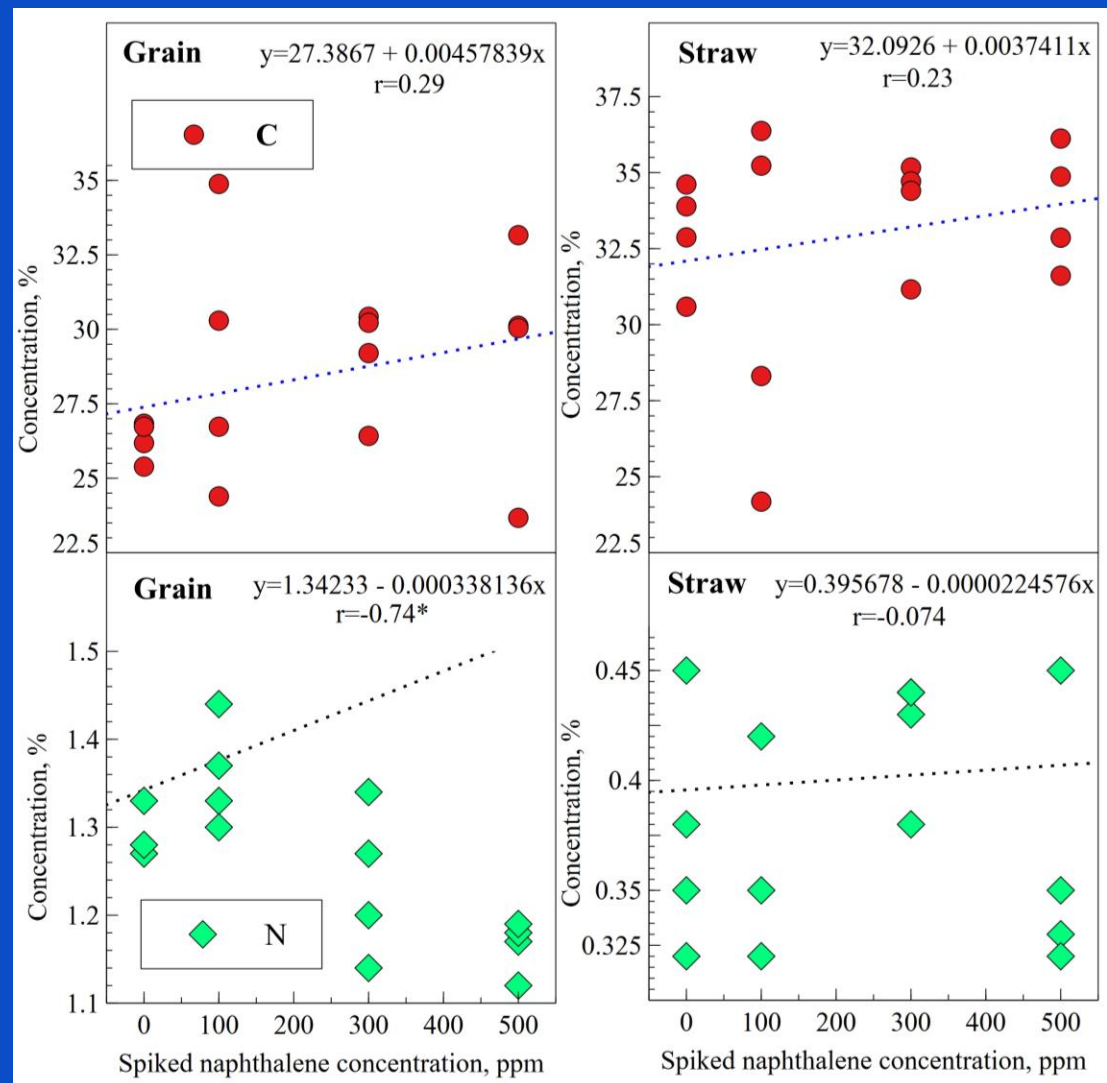 Grain
y=27.3867 + 0.00457839x
r=0.29
C
35
32.5
30
27.5
25
22.5
Concentration, %
Straw
y=32.0926 + 0.0037411x
r=0.23
37.5
35
32.5
30
27.5
25
22.5
Concentration, %
Grain
y=1.34233 - 0.000338136x
r=-0.74*
1.5
1.4
1.3
1.2
1.1
Concentration, %
N
0 100 200 300 400 500
Spiked naphthalene concentration, ppm
Straw
y=0.395678 - 0.0000224576x
r=-0.074
0.45
0.4
0.35
0.325
Concentration, %
0 100 200 300 400 500
Spiked naphthalene concentration, ppm